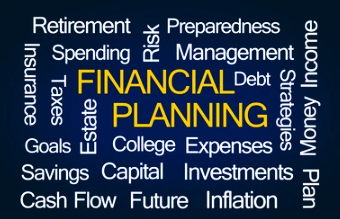 Retirement
Preparedness
Insurance
Spending
Risk
Management
Income
Taxes
FINANCIAL
Debt
Strategies
Money
Estate
PLANNING
Goals
College
Expenses
Savings
Capital
Investments
Plan
Cash Flow
Future
Inflation